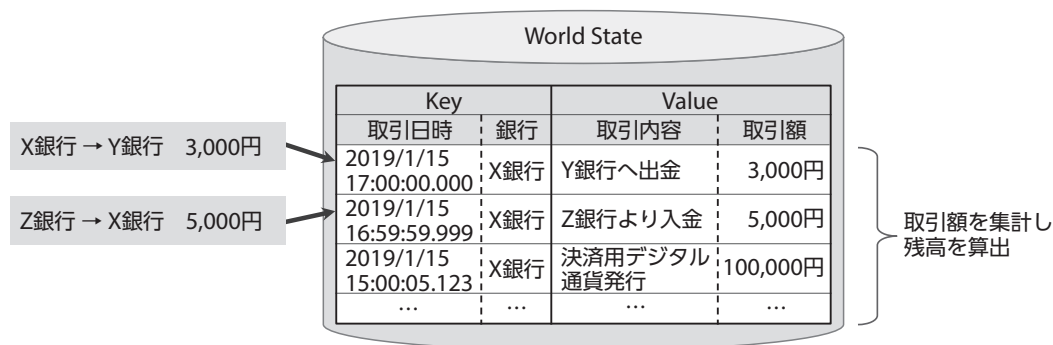 World State
Key Value
取引日時 銀行 取引内容 取引額
X銀行 → Y銀行 3,000円
2019/1/15
17:00:00.000 X銀行 Y銀行へ出金 3,000円
Z銀行 → X銀行 5,000円
2019/1/15
16:59:59.999 X銀行 Z銀行より入金 5,000円
2019/1/15
15:00:05.123 X銀行 決済用デジタル
通貨発行 100,000円
… … … …
取引額を集計し
残高を算出